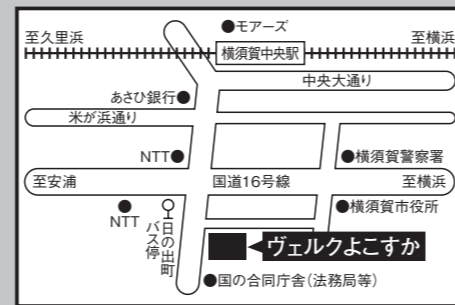 ●モアーズ
至久里浜
至横浜
横須賀中央駅
中央大通り
あさひ銀行●
米が浜通り
NTT●
●横須賀警察署
至安浦
国道16号線
至横浜
NTT
日の出町
バス停
●横須賀市役所
ヴェルクよこすか
●国の合同庁舎(法務局等)